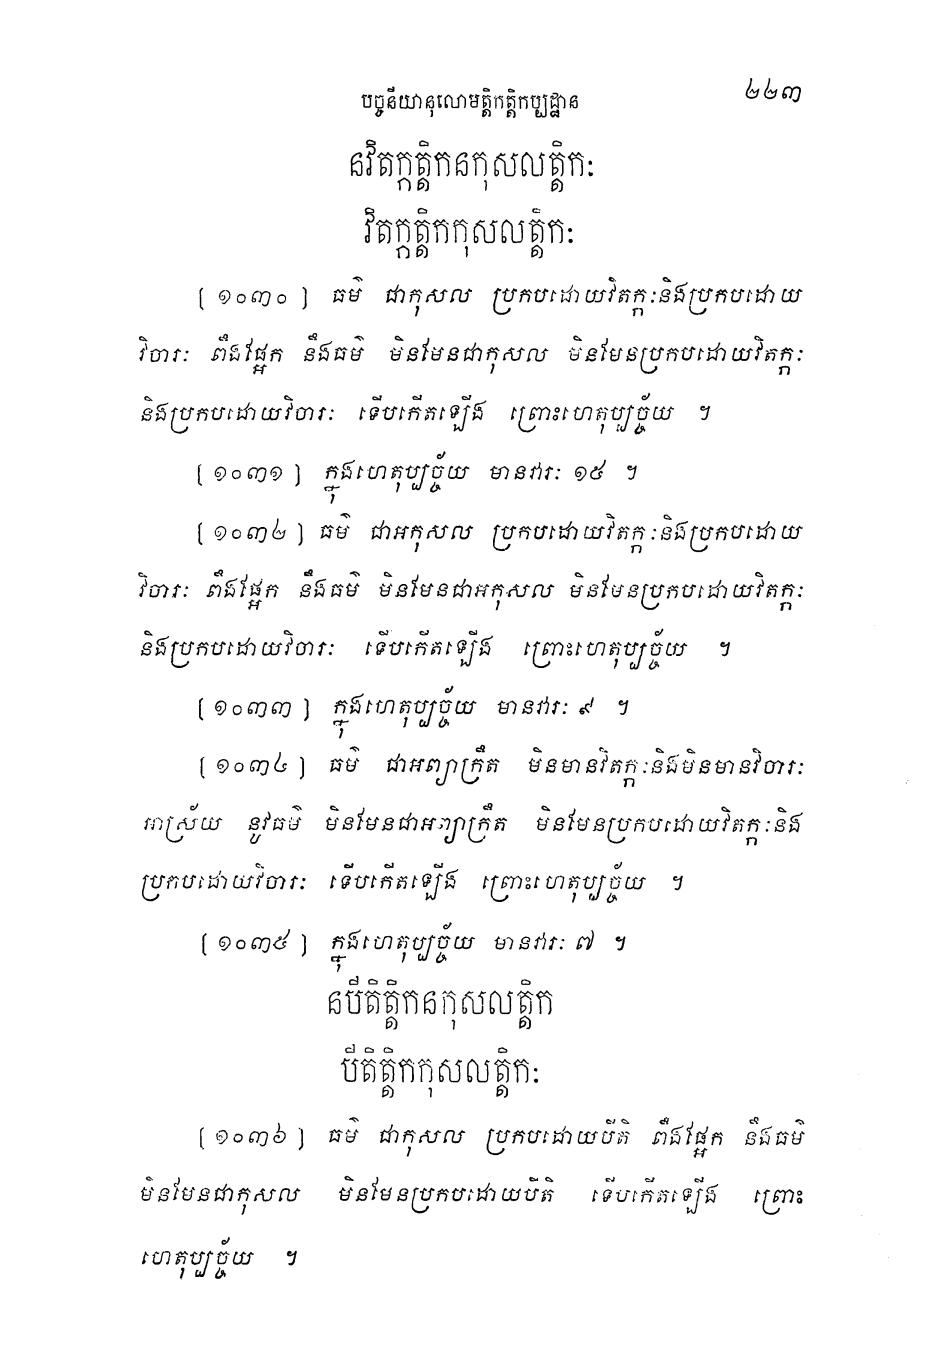 បច្ចនីយានុលោមត្តិកត្តិកប្បដ្ឋាន ២២៣
នវិតក្កត្តិកនកុសលត្តិកៈ
វិតក្កត្តិកកុសលត្តិកៈ
[ ១០៣០ ] ធម៌ ជាកុសល ប្រកបដោយវិតក្កៈនិងប្រកបដោយ
វិចារៈ ពឹងផ្អែក នឹងធម៌ មិនមែនជាកុសល មិនមែនប្រកបដោយវិតក្កៈ
និងប្រកបដោយវិចារៈ ទើបកើតឡើង ព្រោះហេតុប្បច្ច័យ ។
[ ១០៣១ ] ក្នុងហេតុប្បច្ច័យ មានវារៈ ១៥ ។
[ ១០៣២ ] ធម៌ ជាអកុសល ប្រកបដោយវិតក្កៈនិងប្រកបដោយ
វិចារៈ ពឹងផ្អែក នឹងធម៌ មិនមែនជាអកុសល មិនមែនប្រកបដោយវិតក្កៈ
និងប្រកបដោយវិចារៈ ទើបកើតឡើង ព្រោះហេតុប្បច្ច័យ ។
[ ១០៣៣ ] ក្នុងហេតុប្បច្ច័យ មានវារៈ ៩ ។
[ ១០៣៤ ] ធម៌ ជាអព្យាក្រឹត មិនមានវិតក្កៈនិងមិនមានវិចារៈ
អាស្រ័យ នូវធម៌ មិនមែនជាអព្យាក្រឹត មិនមែនប្រកបដោយវិតក្កៈនិង
ប្រកបដោយវិចារៈ ទើបកើតឡើង ព្រោះហេតុប្បច្ច័យ ។
[ ១០៣៥ ] ក្នុងហេតុប្បច្ច័យ មានវារៈ ៧ ។
នបីតិត្តិកនកុសលត្តិក
បីតិត្តិកកុសលត្តិកៈ
[ ១០៣៦ ] ធម៌ ជាកុសល ប្រកបដោយបីតិ ពឹងផ្អែក នឹងធម៌
មិនមែនជាកុសល មិនមែនប្រកបដោយបីតិ ទើបកើតឡើង ព្រោះ
ហេតុប្បច្ច័យ ។